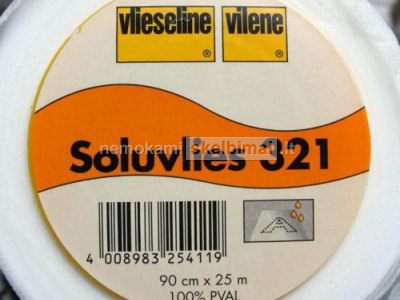 vlieseline ® vilene ®
Soluvlies 321
nemokami skelbimai.lt
4 008983 254119
90 cm x 25 m
100% PVAL